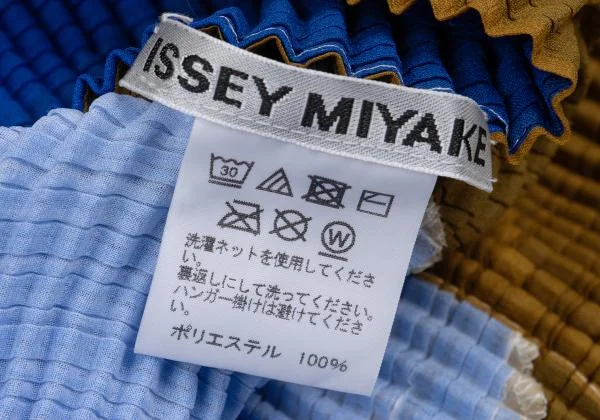 ISSEY MIYAKE
30
W
洗濯ネットを使用してくださ
い。
裏返しにして洗ってください。
ハンガー掛けは避けてくださ
い。
ポリエステル 100%